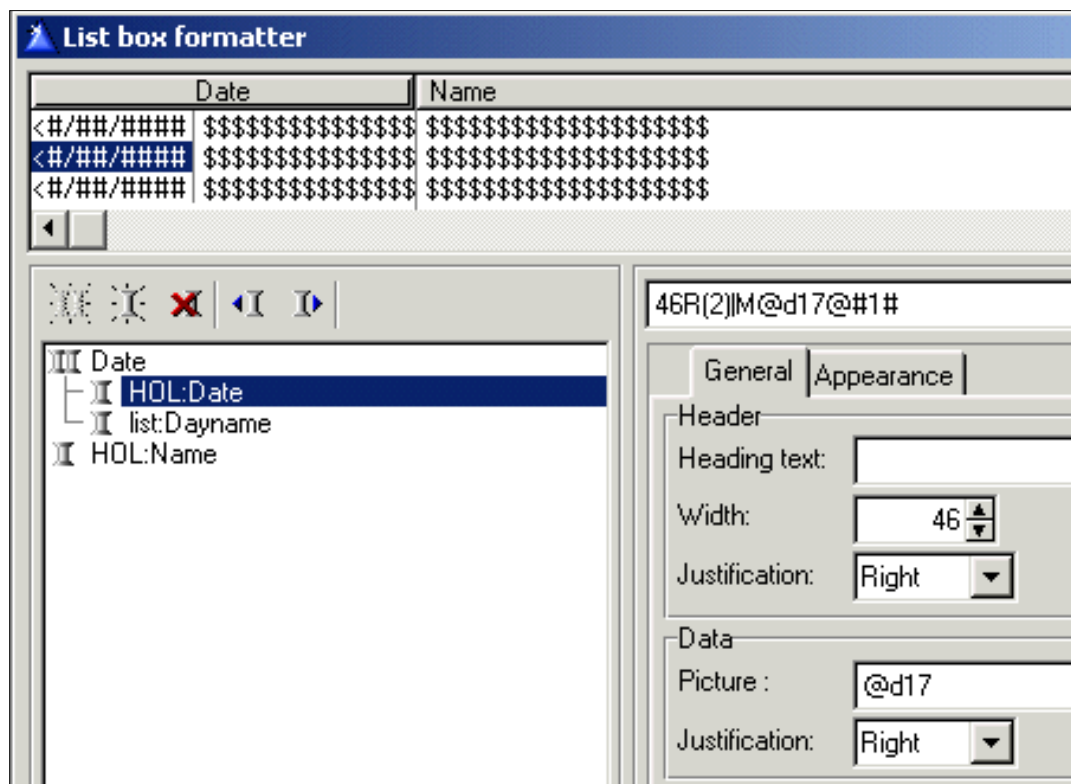 List box formatter
Date Name
<#/##/#### $$$$$$$$$$$$$$$ $$$$$$$$$$$$$$$$$$$$
<#/##/#### $$$$$$$$$$$$$$$ $$$$$$$$$$$$$$$$$$$$
<#/##/#### $$$$$$$$$$$$$$$ $$$$$$$$$$$$$$$$$$$$
46R(2)|M@d17@#1#
Date
HOL:Date
list:Dayname
HOL:Name
General Appearance
Header
Heading text:
Width: 46
Justification: Right
Data
Picture : @d17
Justification: Right